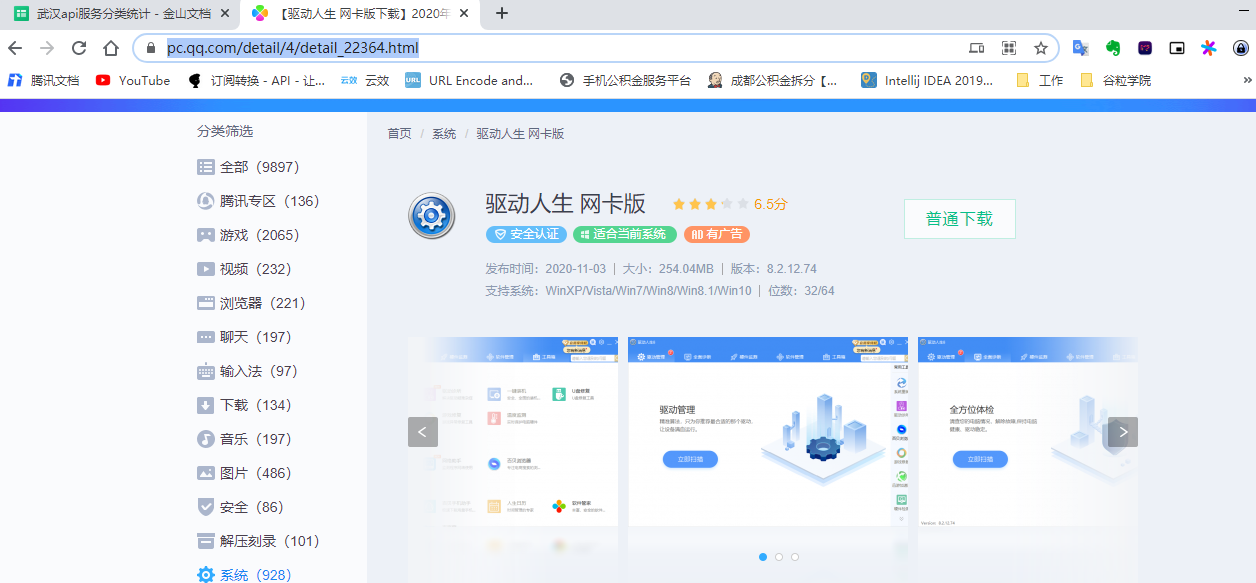 武汉api服务分类统计 - 金山文档
【驱动人生 网卡版下载】2020年
pc.qq.com/detail/4/detail_22364.html
腾讯文档
YouTube
订阅转换 - API - 让...
云效 云效
URL URL Encode and...
手机公积金服务平台
成都公积金拆分【...
Intellij IDEA 2019...
工作
谷粒学院
分类筛选
全部（9897）
腾讯专区（136）
游戏（2065）
视频（232）
浏览器（221）
聊天（197）
输入法（97）
下载（134）
音乐（197）
图片（486）
安全（86）
解压刻录（101）
系统（928）
首页 / 系统 / 驱动人生 网卡版
驱动人生 网卡版 6.5分
安全认证 适合当前系统 AD 有广告
普通下载
发布时间：2020-11-03 | 大小：254.04MB | 版本：8.2.12.74
支持系统：WinXP/Vista/Win7/Win8/Win8.1/Win10 | 位数：32/64
驱动管理
立即扫描
全方位体检
立即扫描